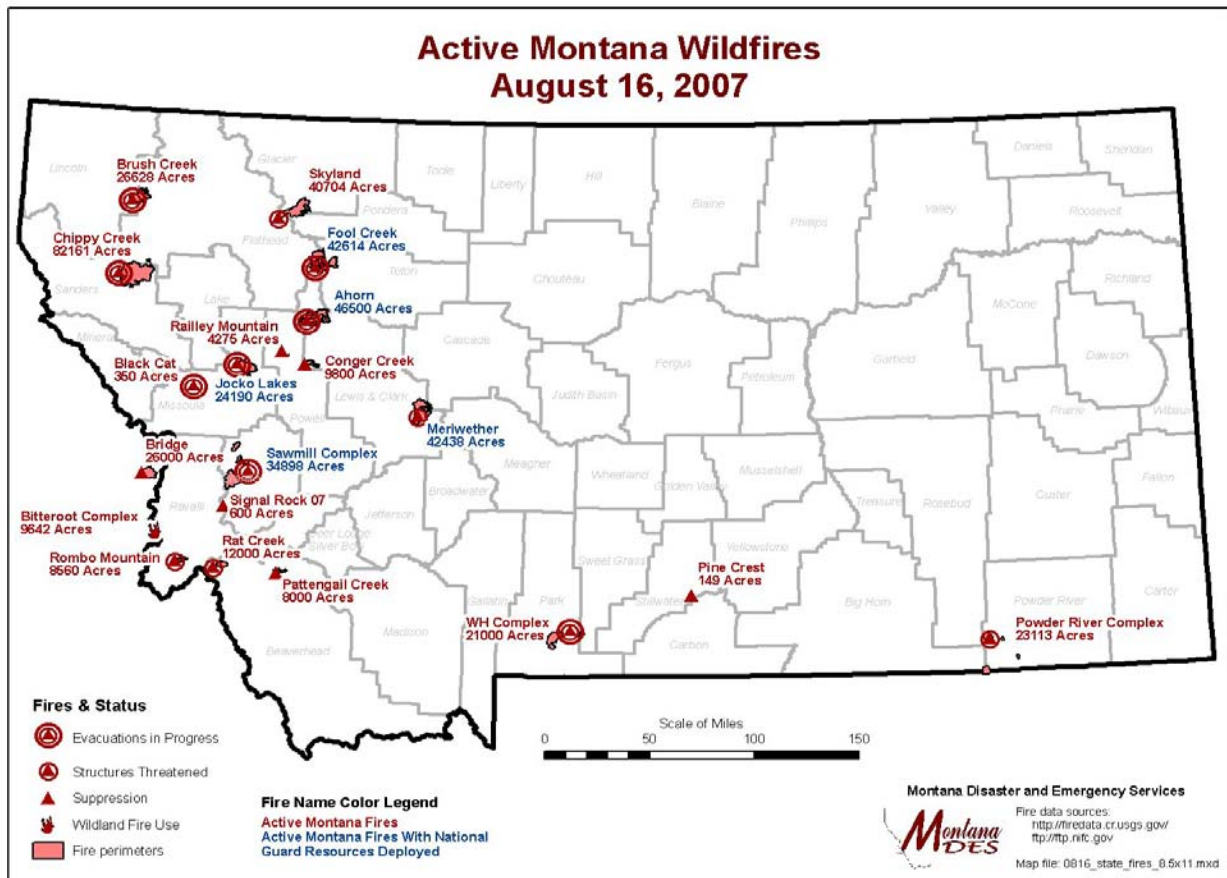 Active Montana Wildfires
August 16, 2007
Lincoln
Glacier
Toole
Liberty
Hill
Blaine
Phillips
Valley
Daniels
Sheridan
Roosevelt
Brush Creek
26628 Acres
Skyland
40704 Acres
Pondera
Flathead
Fool Creek
42614 Acres
Chippy Creek
82161 Acres
Sanders
Lake
Teton
Chouteau
Richland
McCone
Ahorn
46500 Acres
Mineral
Railley Mountain
4275 Acres
Cascade
Fergus
Petroleum
Garfield
Dawson
Black Cat
350 Acres
Jocko Lakes
24190 Acres
Conger Creek
9800 Acres
Missoula
Powell
Lewis & Clark
Judith Basin
Prairie
Wibaux
Meriwether
42438 Acres
Bridge
26000 Acres
Sawmill Complex
34898 Acres
Meagher
Wheatland
Golden Valley
Musselshell
Treasure
Rosebud
Custer
Fallon
Ravalli
Signal Rock 07
600 Acres
Broadwater
Jefferson
Bitteroot Complex
9642 Acres
Deer Lodge
Silver Bow
Rat Creek
12000 Acres
Rombo Mountain
8560 Acres
Pattengail Creek
8000 Acres
Sweet Grass
Yellowstone
Pine Crest
149 Acres
Stillwater
Gallatin
Park
Big Horn
Powder River
Carter
Madison
Beaverhead
WH Complex
21000 Acres
Carbon
Powder River Complex
23113 Acres
Fires & Status
Evacuations in Progress
Structures Threatened
Suppression
Wildland Fire Use
Fire perimeters
Scale of Miles
0 50 100 150
Fire Name Color Legend
Active Montana Fires
Active Montana Fires With National
Guard Resources Deployed
Montana Disaster and Emergency Services
Montana
DES
Fire data sources:
http://firedata.cr.usgs.gov/
ftp://ftp.nifc.gov
Map file: 0816_state_fires_8.5x11.mxd